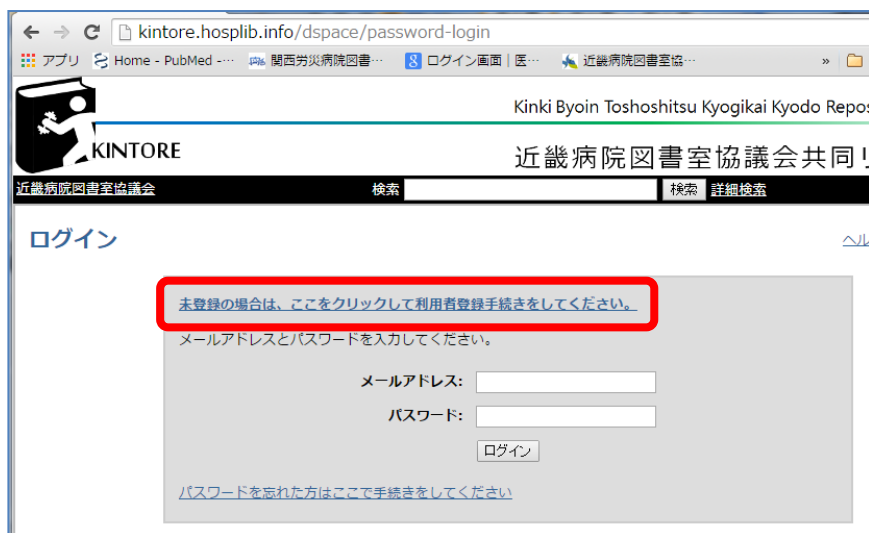 kintore.hosplib.info/dspace/password-login
アプリ Home - PubMed -… 関西労災病院図書… ログイン画面 | 医… 近畿病院図書室協… »
Kinki Byoin Toshoshitsu Kyogikai Kyodo Repos
KINTORE
近畿病院図書室協議会共同リ
近畿病院図書室協議会 検索 検索 詳細検索
ログイン
ヘル
未登録の場合は、ここをクリックして利用者登録手続きをしてください。
メールアドレスとパスワードを入力してください。
メールアドレス:
パスワード:
ログイン
パスワードを忘れた方はここで手続きをしてください